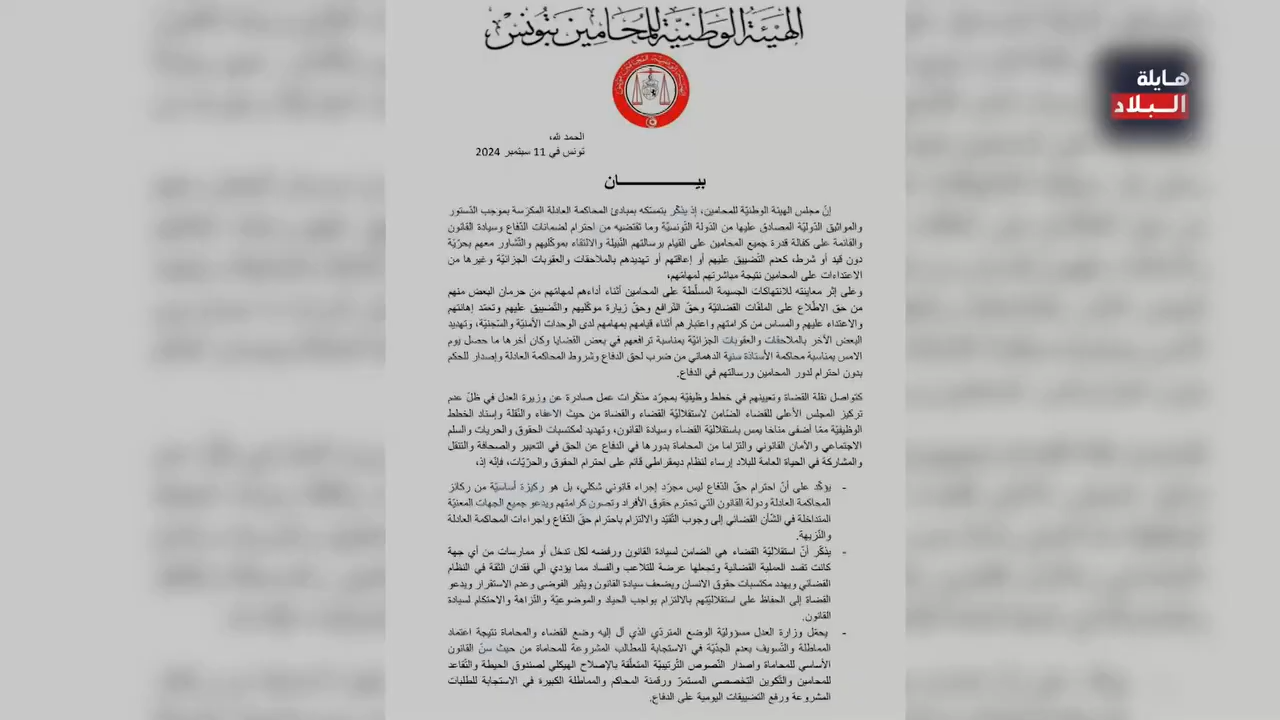 الهيئة الوطنية للمحامين بتونس
هايلة
البلاد
الحمد لله،
تونس في 11 سبتمبر 2024
بيـــــــــان
إنّ مجلس الهيئة الوطنيّة للمحامين، إذ يذكّر بتمسّكه بمبادئ المحاكمة العادلة المكرّسة بموجب الدّستور
والمواثيق الدّوليّة المصادق عليها من الدّولة التّونسيّة وما تقتضيه من احترام لضمانات الدّفاع وسيادة القانون
والقائمة على كفالة قدرة جميع المحامين على القيام برسالتهم النّبيلة والالتقاء بموكّليهم والتّشاور معهم بحرّيّة
دون قيد أو شرط، كعدم التّضييق عليهم أو إعاقتهم أو تهديدهم بالملاحقات والعقوبات الجزائيّة وغيرها من
الاعتداءات على المحامين نتيجة مباشرتهم لمهامّهم،
وعلى إثر معاينته للانتهاكات الجسيمة المسلّطة على المحامين أثناء أداءهم لمهامّهم من حرمان البعض منهم
من حق الاطّلاع على الملفّات القضائيّة وحقّ التّرافع وحقّ زيارة موكّليهم والتّضييق عليهم وتعمّد إهانتهم
والاعتداء عليهم والمساس من كرامتهم واعتبارهم أثناء قيامهم بمهامهم لدى الوحدات الأمنيّة والسّجنيّة، وتهديد
البعض الآخر بالملاحقات والعقوبات الجزائيّة بمناسبة ترافعهم في بعض القضايا وكان أخرها ما حصل يوم
الامس بمناسبة محاكمة الأستاذة سنية الدهماني من ضرب لحق الدفاع وشروط المحاكمة العادلة وإصدار للحكم
بدون احترام لدور المحامين ورسالتهم في الدفاع.
كتواصل نقلة القضاة وتعيينهم في خطط وظيفيّة بمجرّد مذكّرات عمل صادرة عن وزيرة العدل في ظلّ عدم
تركيز المجلس الأعلى للقضاء الضّامن لاستقلاليّة القضاء والقضاة من حيث الاعفاء والنّقلة وإسناد الخطط
الوظيفيّة ممّا أضفى مناخا يمس باستقلاليّة القضاء وسيادة القانون، وتهديد لمكتسبات الحقوق والحريات والسلم
الاجتماعي والأمان القانوني والتزاما من المحاماة بدورها في الدفاع عن الحق في التعبير والصحافة والتنقل
والمشاركة في الحياة العامة للبلاد إرساء لنظام ديمقراطي قائم على احترام الحقوق والحرّيّات، فإنّه إذ،
- يؤكّد على أنّ احترام حقّ الدّفاع ليس مجرّد إجراء قانوني شكلي، بل هو ركيزة أساسيّة من ركائز
المحاكمة العادلة ودولة القانون التي تحترم حقوق الأفراد وتصون كرامتهم ويدعو جميع الجهات المعنيّة
المتداخلة في الشّأن القضائي إلى وجوب التّقيّد والالتزام باحترام حقّ الدّفاع واجراءات المحاكمة العادلة
والنّزيهة.
- يذكّر أنّ استقلاليّة القضاء هي الضامن لسيادة القانون ورفضه لكل تدخل أو ممارسات من أي جهة
كانت تفسد العملية القضائية وتجعلها عرضة للتلاعب والفساد مما يؤدي الي فقدان الثقة في النظام
القضائي ويهدد مكتسبات حقوق الانسان ويضعف سيادة القانون ويثير الفوضى وعدم الاستقرار ويدعو
القضاة إلى الحفاظ على استقلاليّتهم بالالتزام بواجب الحياد والموضوعيّة والنّزاهة والاحتكام لسيادة
القانون.
- يحمّل وزارة العدل مسؤوليّة الوضع المتردّي الذي آل إليه وضع القضاء والمحاماة نتيجة اعتماد
المماطلة والتّسويف بعدم الجدّيّة في الاستجابة للمطالب المشروعة للمحاماة من حيث سنّ القانون
الأساسي للمحاماة واصدار النّصوص التّرتيبيّة المتعلّقة بالإصلاح الهيكلي لصندوق الحيطة والتّقاعد
للمحامين والتّكوين التخصصي المستمرّ ورقمنة المحاكم والمماطلة الكبيرة في الاستجابة للطلبات
المشروعة ورفع التضييقات اليومية على الدفاع.